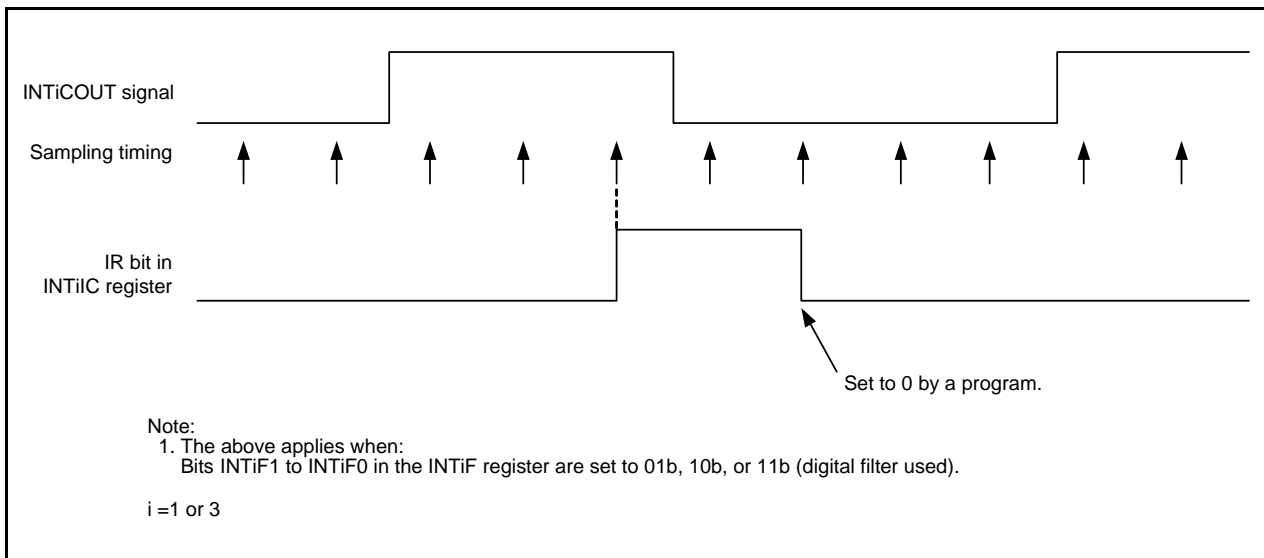 INTiCOUT signal
Sampling timing
IR bit in
INTiIC register
Set to 0 by a program.
Note:
1. The above applies when:
Bits INTiF1 to INTiF0 in the INTiF register are set to 01b, 10b, or 11b (digital filter used).
i =1 or 3